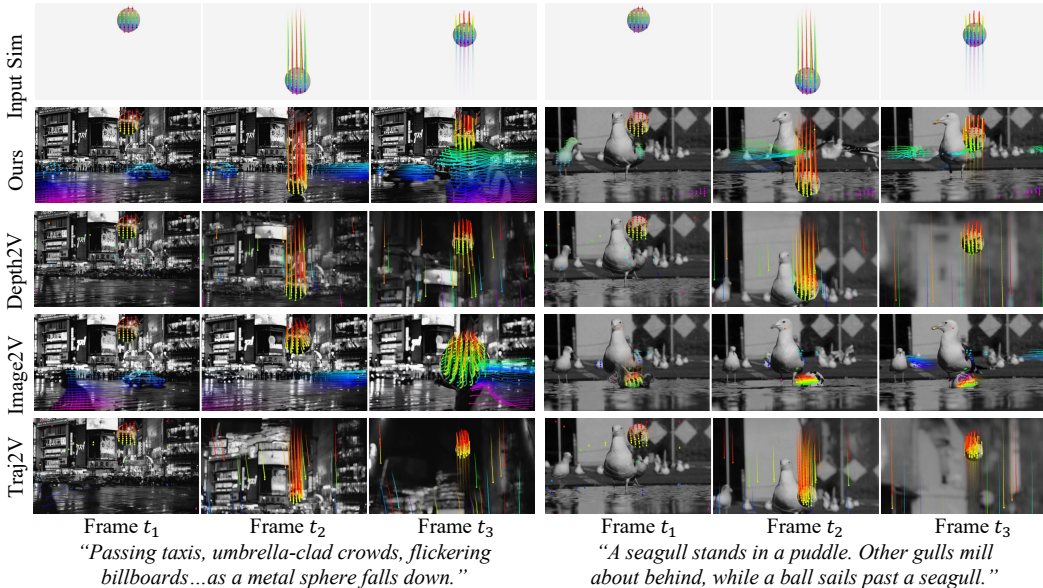 Input Sim
Ours
Depth2V
Image2V
Traj2V
Frame t₁ Frame t₂ Frame t₃ Frame t₁ Frame t₂ Frame t₃
“Passing taxis, umbrella-clad crowds, flickering
billboards…as a metal sphere falls down.”
“A seagull stands in a puddle. Other gulls mill
about behind, while a ball sails past a seagull.”